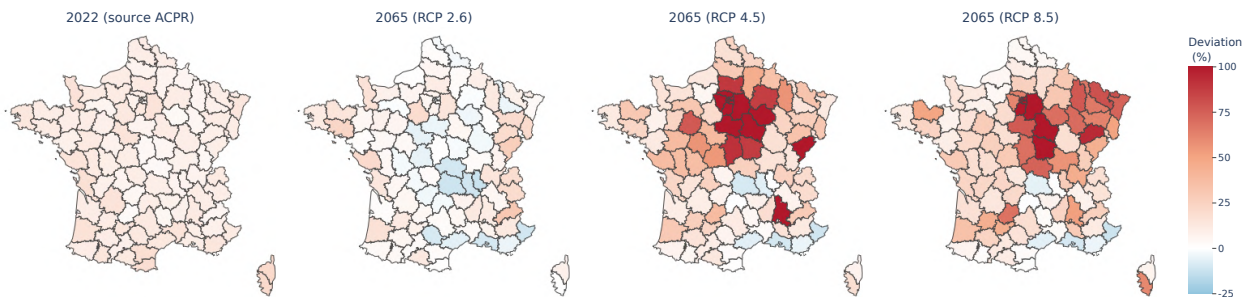 2022 (source ACPR)
2065 (RCP 2.6)
2065 (RCP 4.5)
2065 (RCP 8.5)
Deviation
(%)
100
75
50
25
0
-25